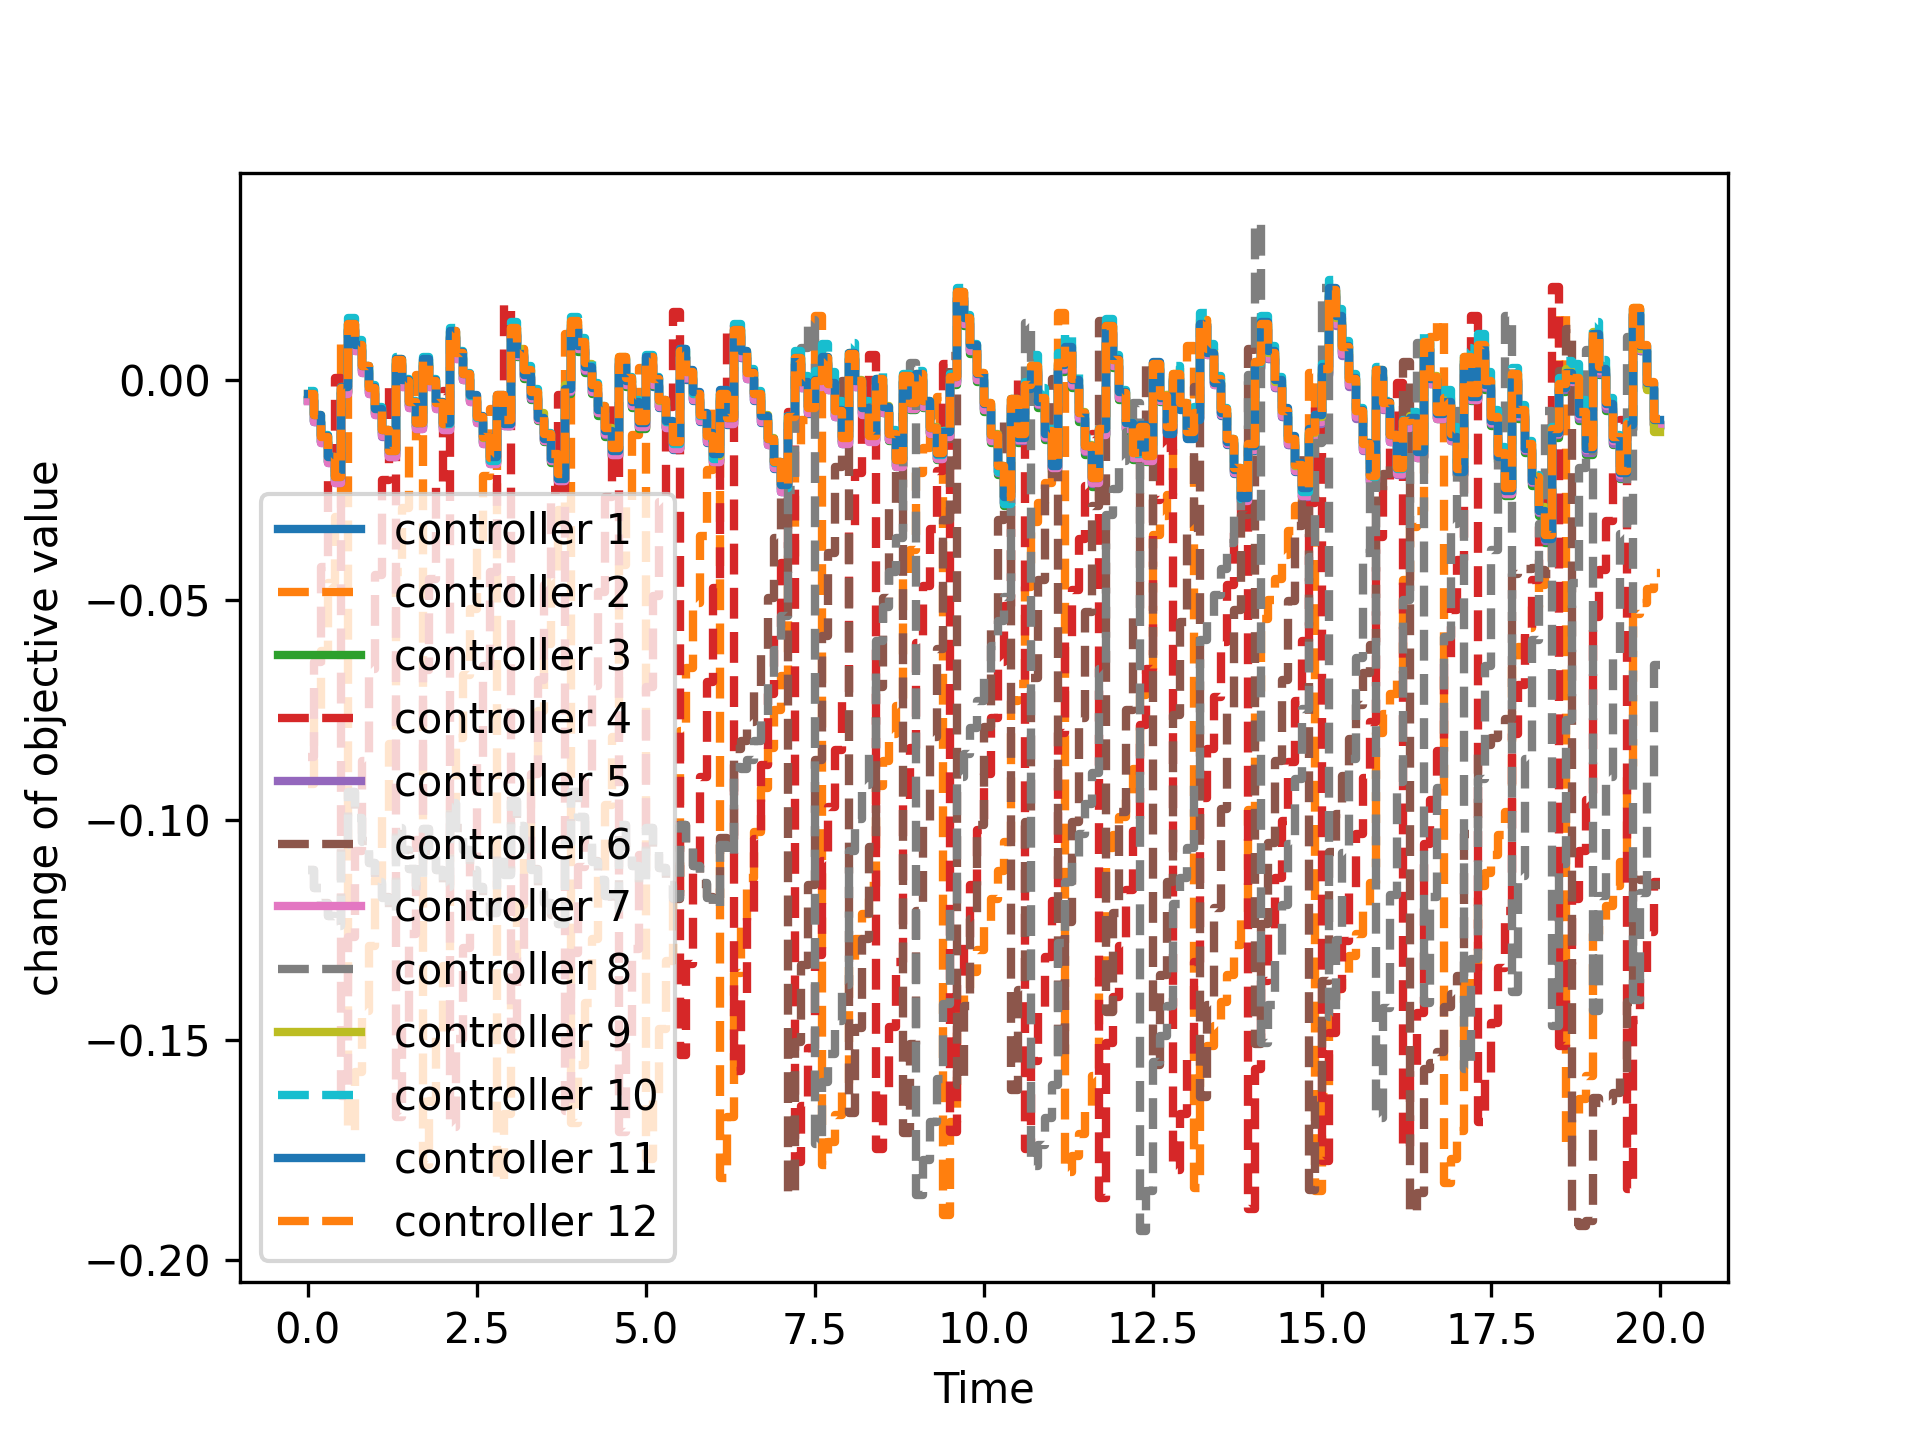 change of objective value
0.00
−0.05
−0.10
−0.15
−0.20
controller 1
controller 2
controller 3
controller 4
controller 5
controller 6
controller 7
controller 8
controller 9
controller 10
controller 11
controller 12
0.0 2.5 5.0 7.5 10.0 12.5 15.0 17.5 20.0
Time